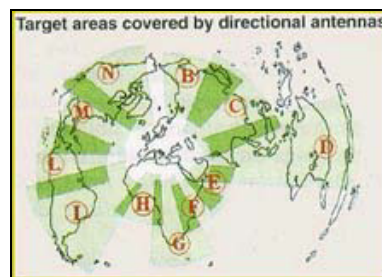 Target areas covered by directional antennas
N
B
M
C
L
D
E
H
F
I
G